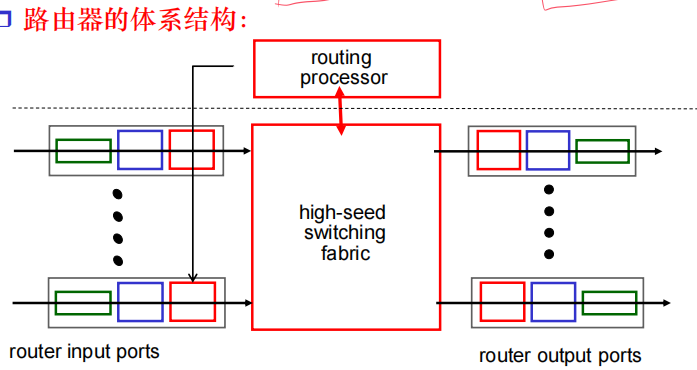 路由器的体系结构:
routing
processor
high-seed
switching
fabric
router input ports
router output ports